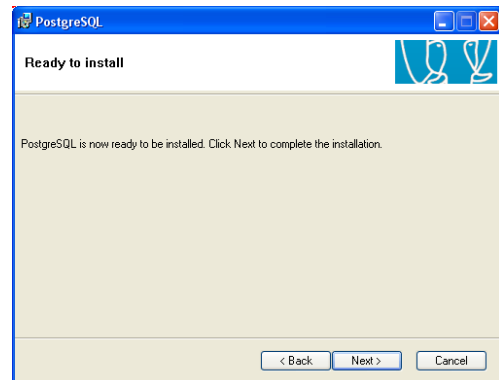 PostgreSQL
Ready to install
PostgreSQL is now ready to be installed. Click Next to complete the installation.
< Back
Next >
Cancel